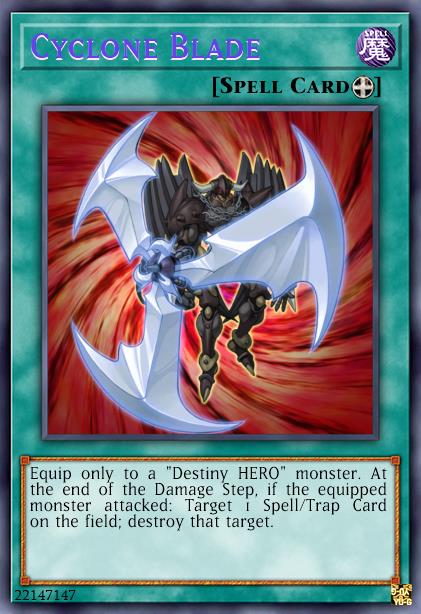 Cyclone Blade
SPELL
魔
[Spell Card]
Equip only to a "Destiny HERO" monster. At
the end of the Damage Step, if the equipped
monster attacked: Target 1 Spell/Trap Card
on the field; destroy that target.
22147147